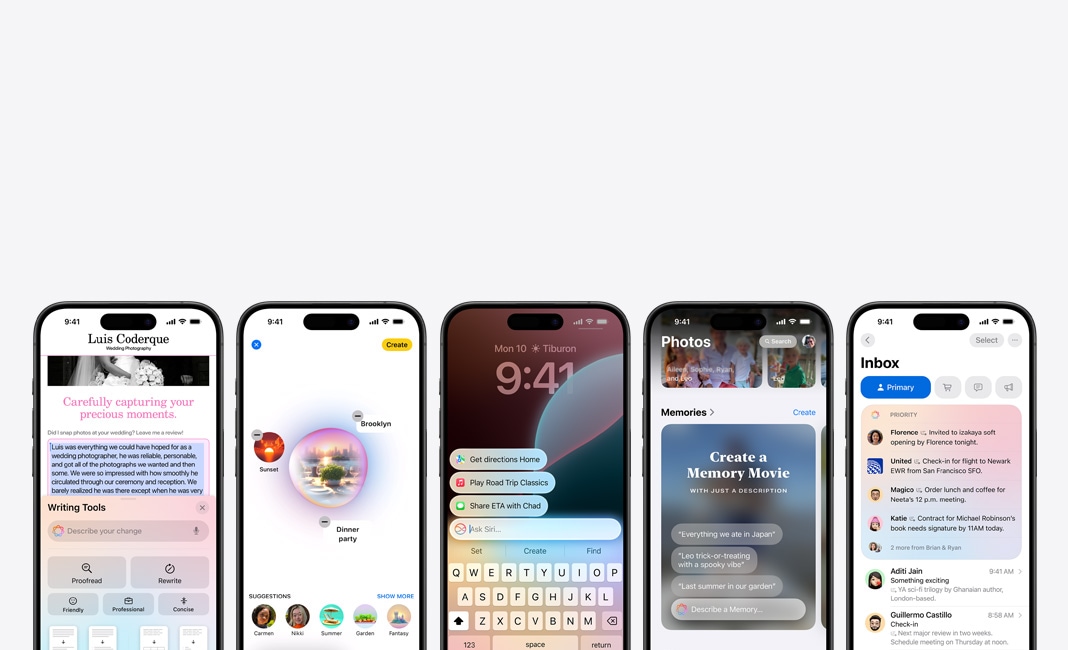 9:41
Luis Coderque
Wedding Photography
Carefully capturing your
precious moments.
Did I snap photos at your wedding? Leave me a review!
Luis was everything we could have hoped for as a
wedding photographer, he was reliable, personable,
and got all of the photographs we wanted and then
some. We were so impressed with how smoothly he
circulated through our ceremony and reception. We
barely realized he was there except when he was very
Writing Tools
Describe your change
Proofread
Rewrite
Friendly
Professional
Concise
9:41
Create
Brooklyn
Sunset
Dinner
party
SUGGESTIONS
SHOW MORE
Carmen
Nikki
Summer
Garden
Fantasy
Mon 10 Tiburon
9:41
Get directions Home
Play Road Trip Classics
Share ETA with Chad
Ask Siri...
Set
Create
Find
Q W E R T Y U I O P
A S D F G H J K L
Z X C V B N M
123
space
return
9:41
Photos
Search
Aileen, Sophie, Ryan,
and Leo
Leo
Memories
Create
Create a
Memory Movie
WITH JUST A DESCRIPTION
“Everything we ate in Japan”
“Leo trick-or-treating
with a spooky vibe”
“Last summer in our garden”
Describe a Memory...
9:41
Select
Inbox
Primary
PRIORITY
Florence Invited to izakaya soft
opening by Florence tonight.
United Check-in for flight to Newark
EWR from San Francisco SFO.
Magico Order lunch and coffee for
Neeta's 12 p.m. meeting.
Katie Contract for Michael Robinson's
book needs signature by 11AM today.
2 more from Brian & Ryan
Aditi Jain
9:41 AM
Something exciting
YA sci-fi trilogy by Ghanaian author,
London-based.
Guillermo Castillo
8:58 AM
Check-in
Next major review in two weeks.
Schedule meeting on Thursday at noon.